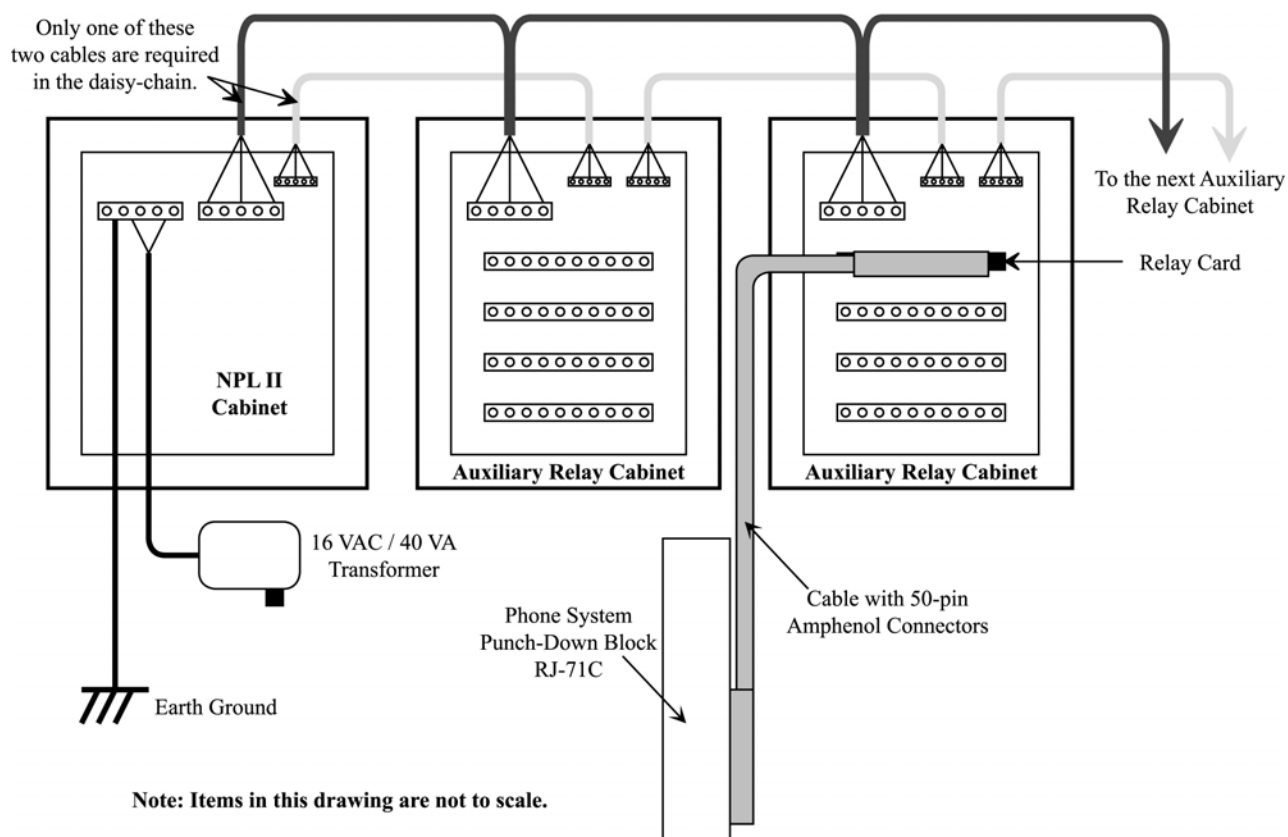 Only one of these
two cables are required
in the daisy-chain.
To the next Auxiliary
Relay Cabinet
Relay Card
NPL II
Cabinet
Auxiliary Relay Cabinet
Auxiliary Relay Cabinet
16 VAC / 40 VA
Transformer
Cable with 50-pin
Amphenol Connectors
Phone System
Punch-Down Block
RJ-71C
Earth Ground
Note: Items in this drawing are not to scale.